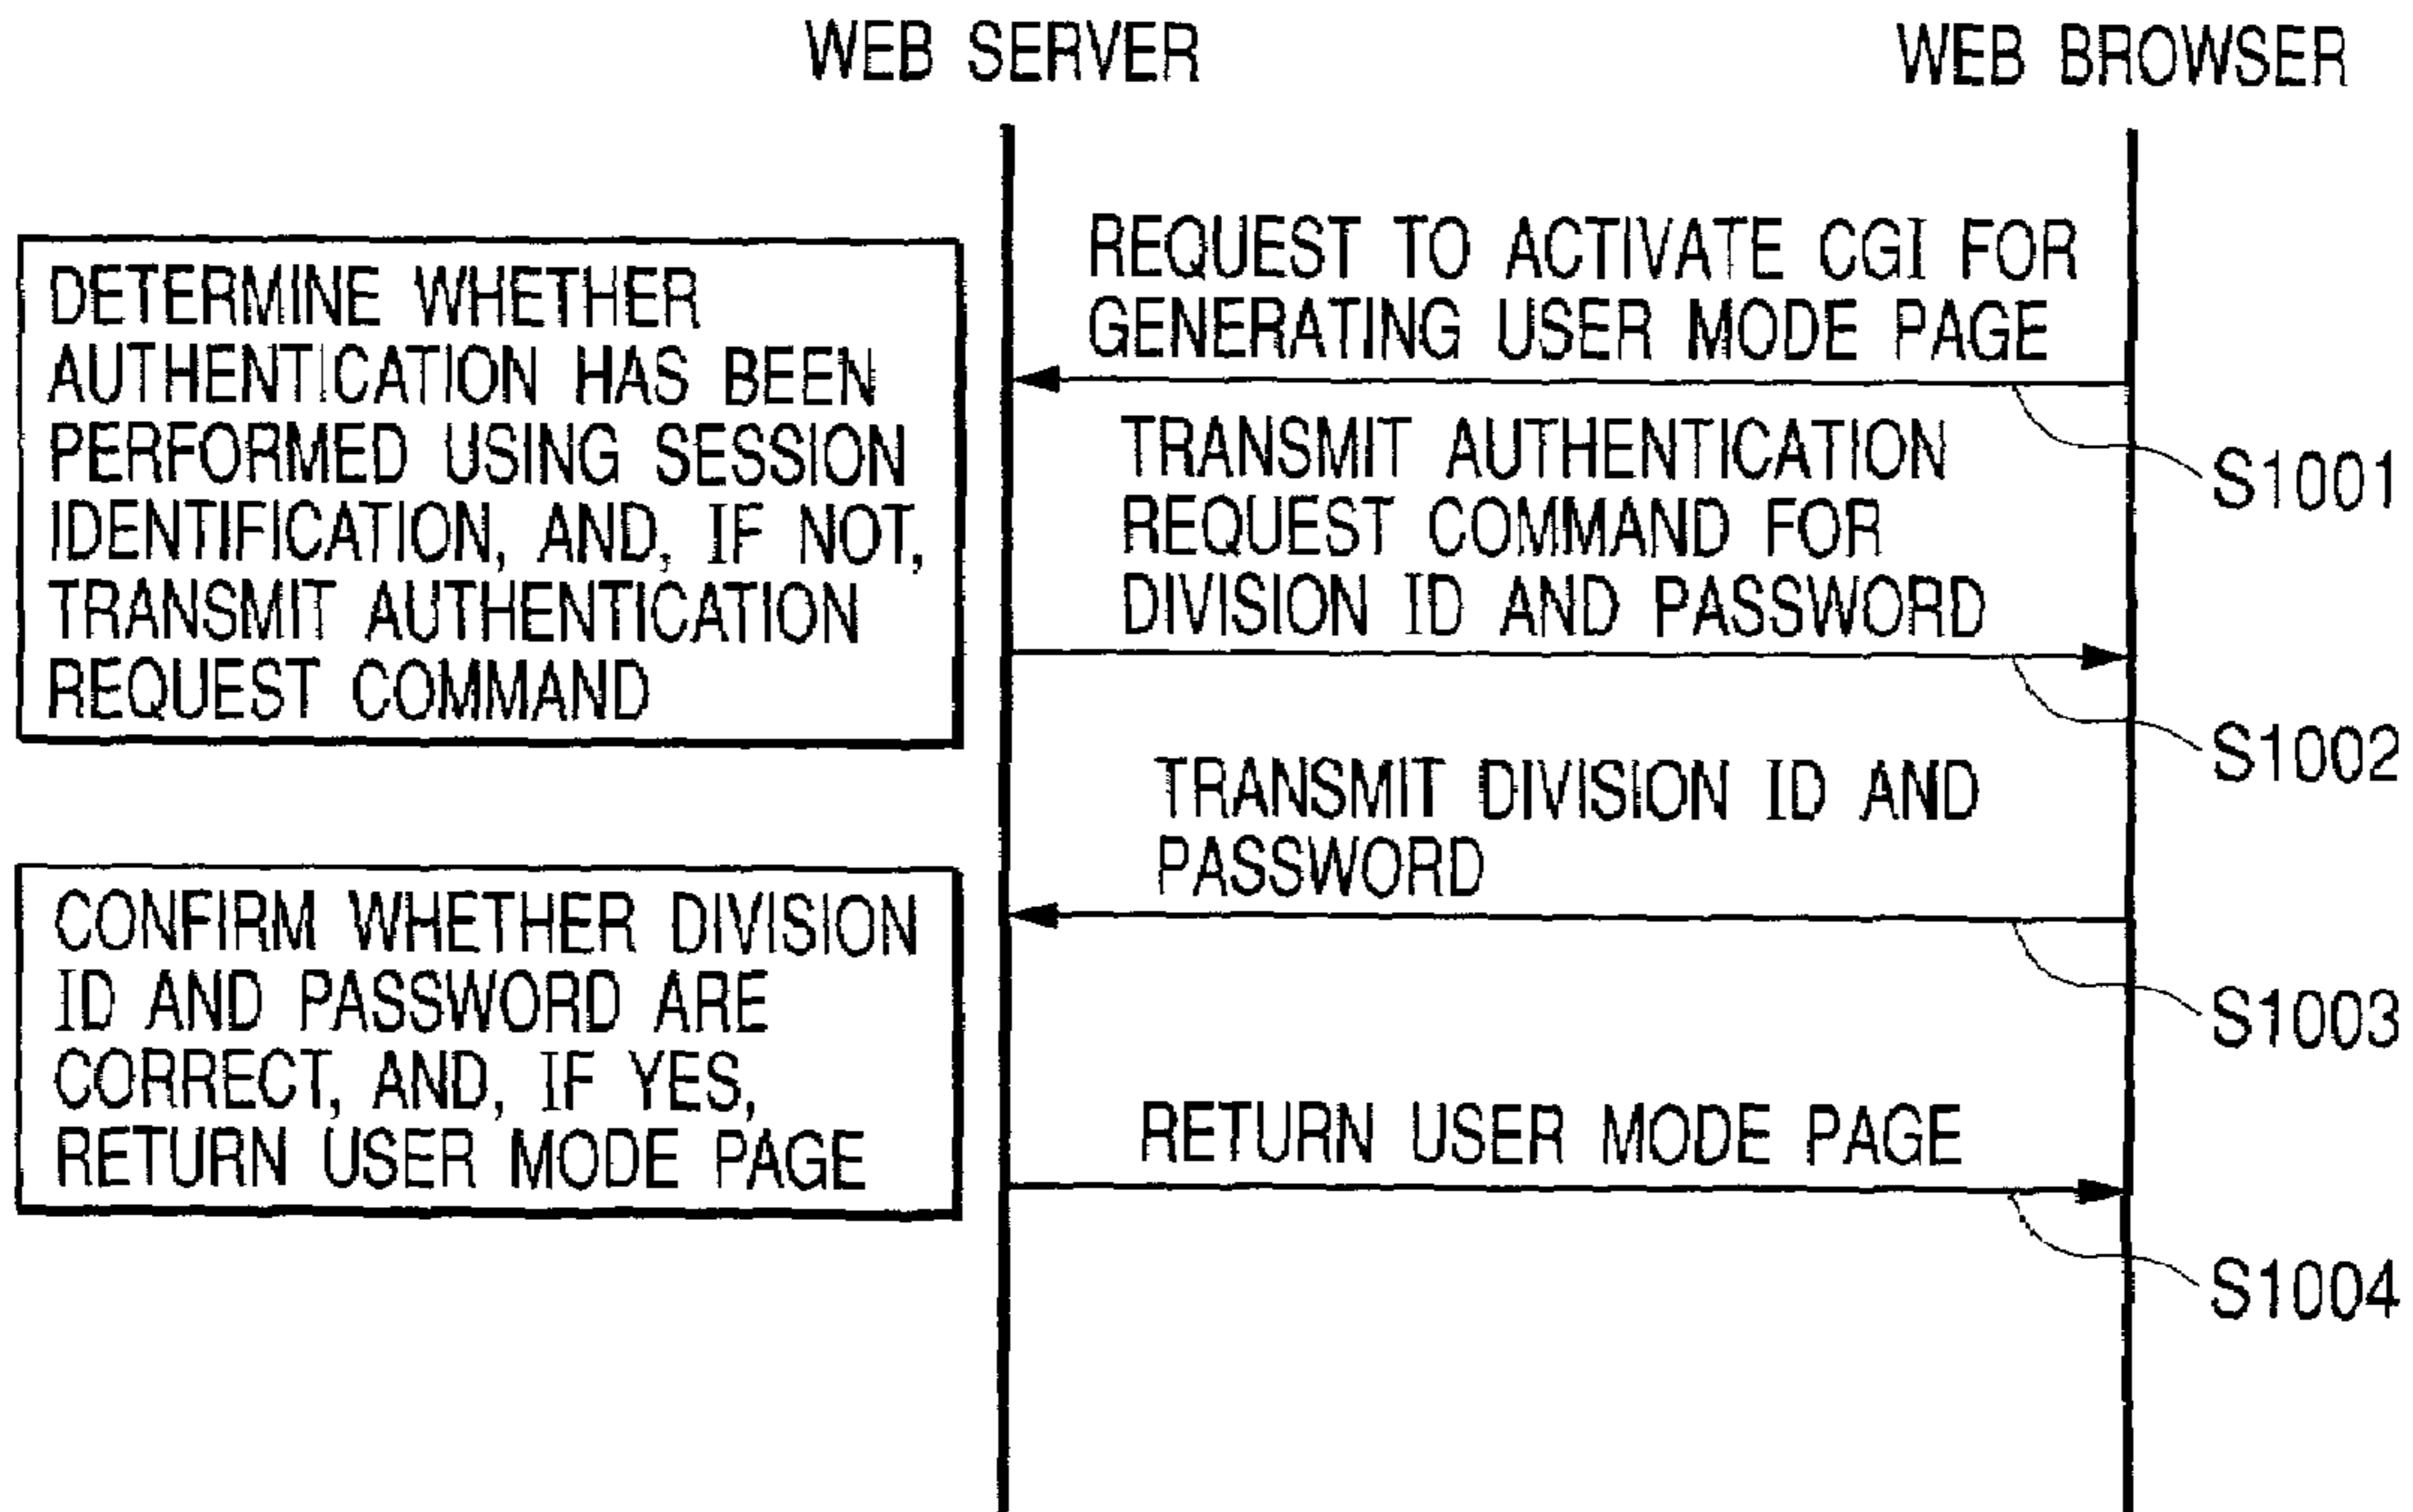 WEB SERVER
WEB BROWSER
DETERMINE WHETHER
AUTHENTICATION HAS BEEN
PERFORMED USING SESSION
IDENTIFICATION, AND, IF NOT,
TRANSMIT AUTHENTICATION
REQUEST COMMAND
REQUEST TO ACTIVATE CGI FOR
GENERATING USER MODE PAGE
S1001
TRANSMIT AUTHENTICATION
REQUEST COMMAND FOR
DIVISION ID AND PASSWORD
S1002
TRANSMIT DIVISION ID AND
PASSWORD
S1003
CONFIRM WHETHER DIVISION
ID AND PASSWORD ARE
CORRECT, AND, IF YES,
RETURN USER MODE PAGE
RETURN USER MODE PAGE
S1004